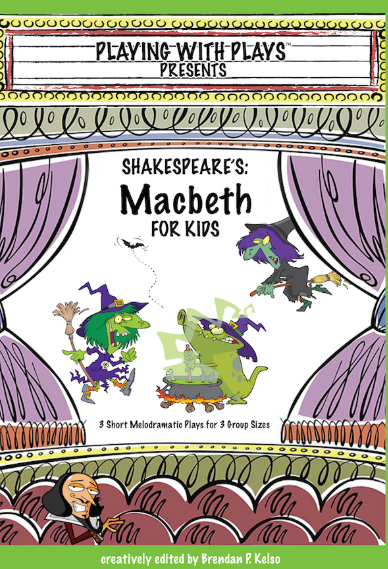 PLAYING WITH PLAYS™
PRESENTS
SHAKESPEARE'S:
Macbeth
FOR KIDS
3 Short Melodramatic Plays for 3 Group Sizes
creatively edited by Brendan P. Kelso